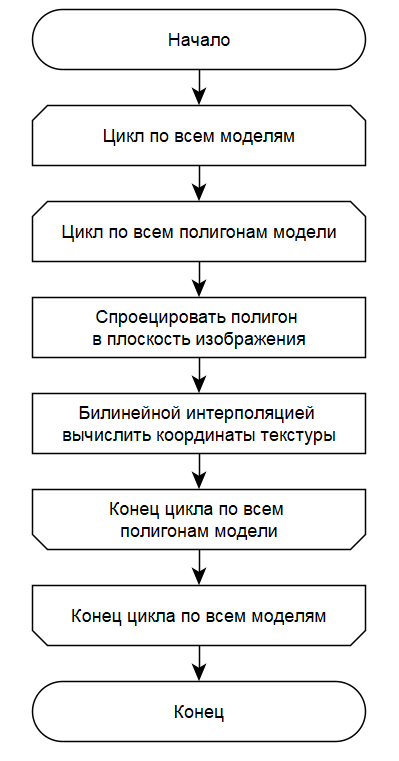 Начало
Цикл по всем моделям
Цикл по всем полигонам модели
Спроецировать полигон
в плоскость изображения
Билинейной интерполяцией
вычислить координаты текстуры
Конец цикла по всем
полигонам модели
Конец цикла по всем моделям
Конец